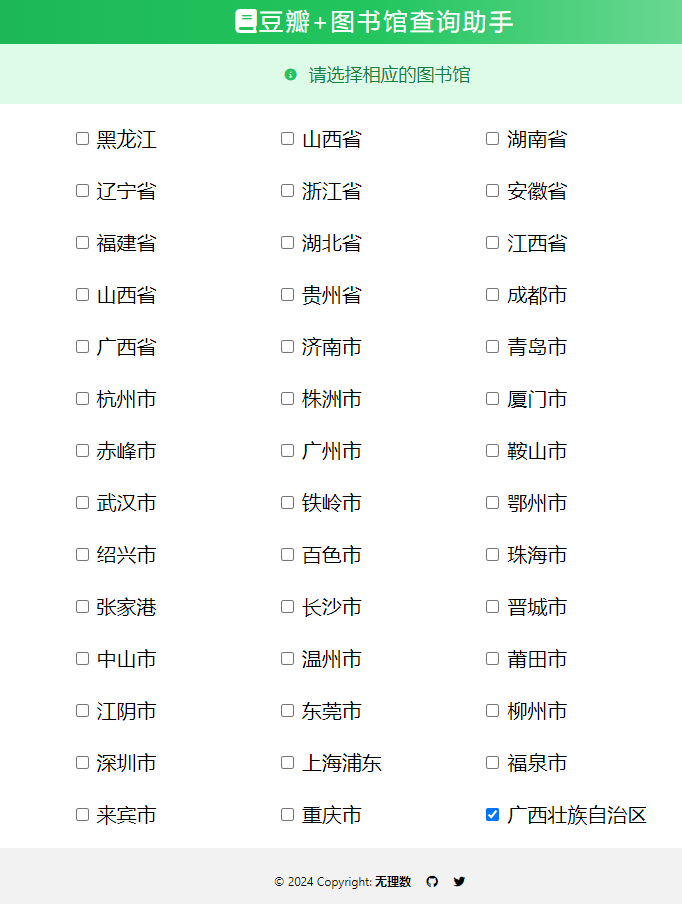 豆瓣+图书馆查询助手
请选择相应的图书馆
黑龙江 山西省 湖南省
辽宁省 浙江省 安徽省
福建省 湖北省 江西省
山西省 贵州省 成都市
广西省 济南市 青岛市
杭州市 株洲市 厦门市
赤峰市 广州市 鞍山市
武汉市 铁岭市 鄂州市
绍兴市 百色市 珠海市
张家港 长沙市 晋城市
中山市 温州市 莆田市
江阴市 东莞市 柳州市
深圳市 上海浦东 福泉市
来宾市 重庆市 广西壮族自治区
© 2024 Copyright: 无理数